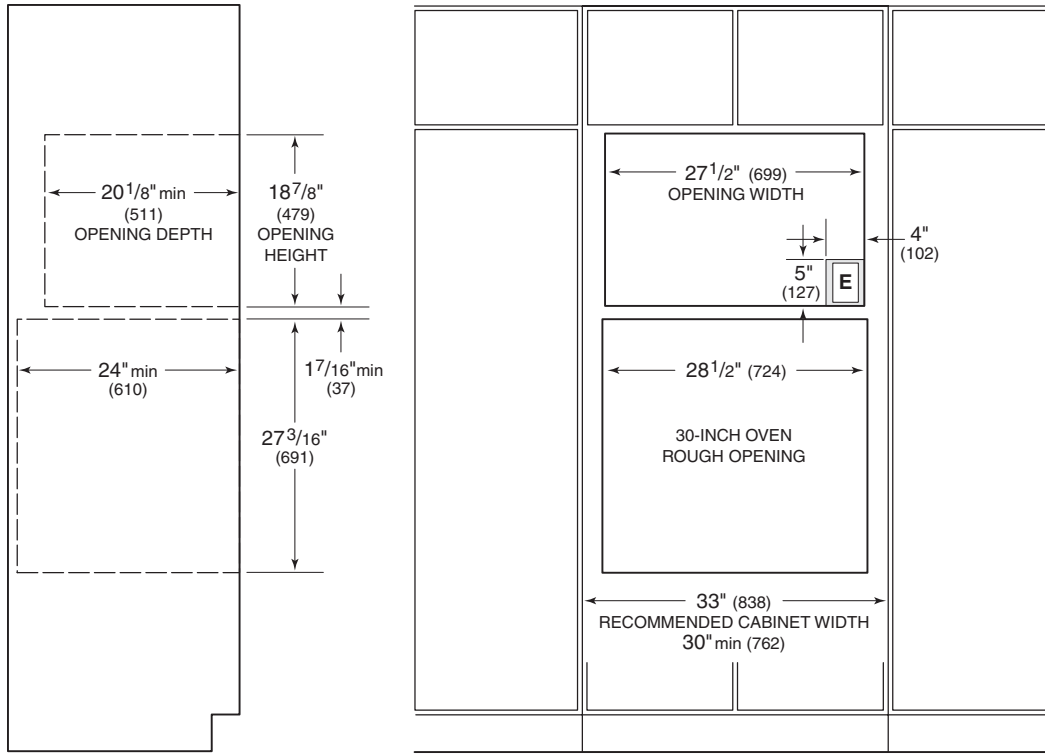 20 1/8" min
(511)
OPENING DEPTH
18 7/8"
(479)
OPENING
HEIGHT
24" min
(610)
1 7/16" min
(37)
27 3/16"
(691)
27 1/2" (699)
OPENING WIDTH
4"
(102)
5"
(127)
E
28 1/2" (724)
30-INCH OVEN
ROUGH OPENING
33" (838)
RECOMMENDED CABINET WIDTH
30" min (762)